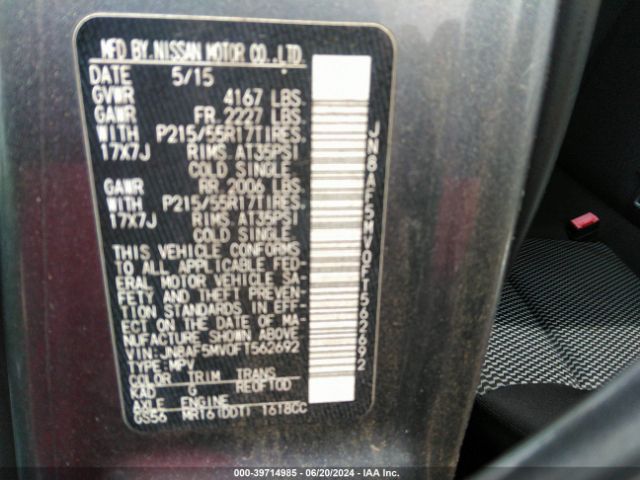 MFD BY.NISSAN MOTOR CO.,LTD.
DATE 5/15
GVWR 4167 LBS.
GAWR FR 2227 LBS.
WITH P215/55R17TIRES.
17X7J RIMS AT35PSI
COLD SINGLE
GAWR RR 2006 LBS.
WITH P215/55R17TIRES.
17X7J RIMS AT35PSI
COLD SINGLE
THIS VEHICLE CONFORMS
TO ALL APPLICABLE FED-
ERAL MOTOR VEHICLE SA-
FETY AND THEFT PREVEN-
TION STANDARDS IN EFF-
ECT ON THE DATE OF MA-
NUFACTURE SHOWN ABOVE.
VIN:JN8AF5MV0FT562692
TYPE:MPV
COLOR TRIM TRANS
KAD G RE0F10D
AXLE ENGINE
GS56 MR16(DDT) 1618CC
JN8AF5MV0FT562692
000-39714985 - 06/20/2024 - IAA Inc.